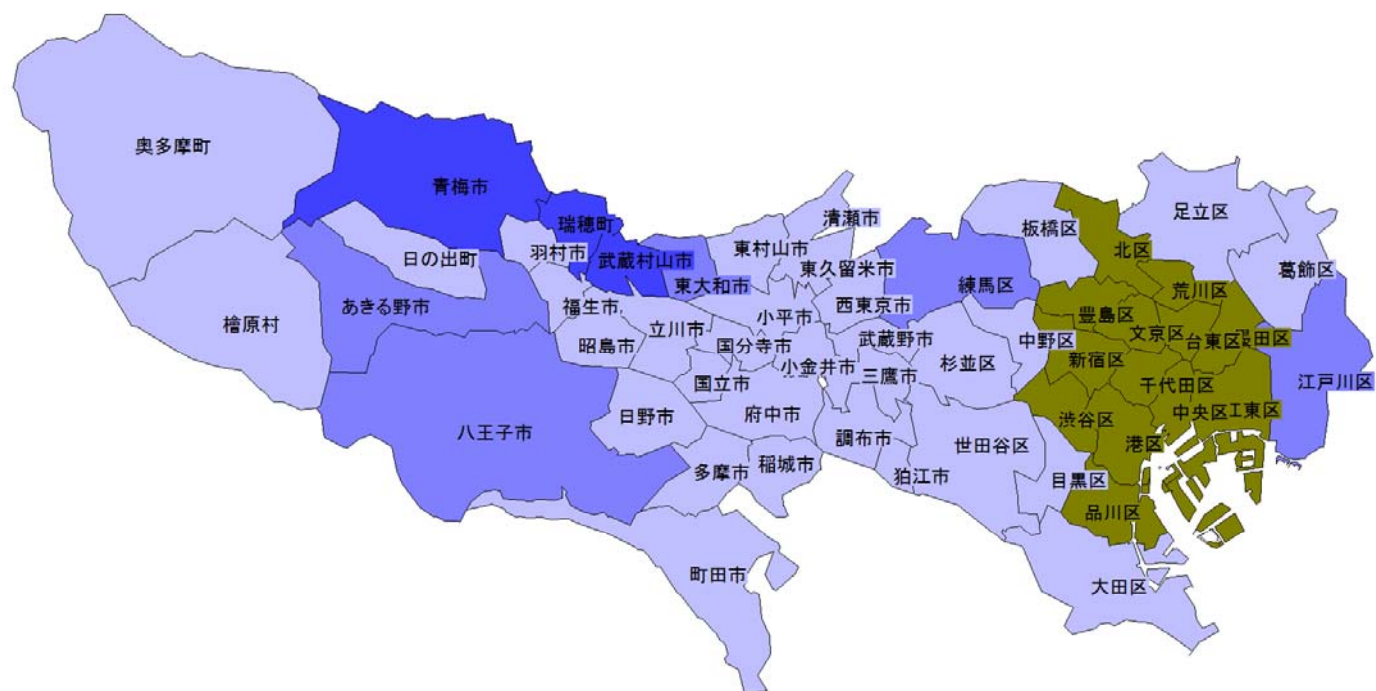 奥多摩町
青梅市
瑞穂町
羽村市
武蔵村山市
東大和市
日の出町
あきる野市
檜原村
福生市
昭島市
立川市
八王子市
日野市
東村山市
清瀬市
東久留米市
西東京市
小平市
国分寺市
小金井市
国立市
府中市
多摩市
稲城市
町田市
武蔵野市
三鷹市
調布市
狛江市
練馬区
板橋区
北区
足立区
葛飾区
荒川区
豊島区
文京区
台東区
墨田区
中野区
杉並区
新宿区
千代田区
江戸川区
渋谷区
中央区
江東区
港区
世田谷区
目黒区
品川区
大田区